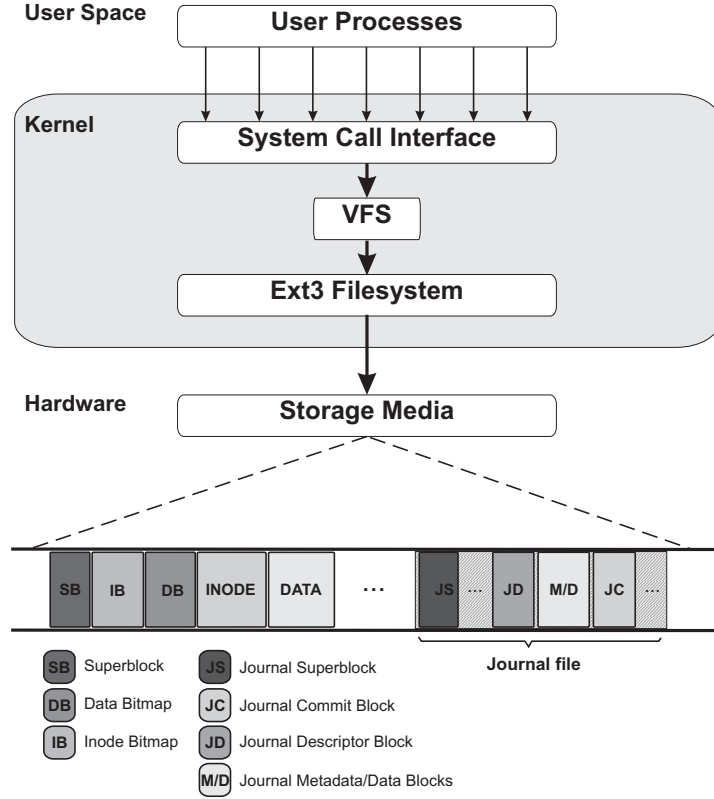 User Space
User Processes
Kernel
System Call Interface
VFS
Ext3 Filesystem
Hardware
Storage Media
SB IB DB INODE DATA ... JS ... JD M/D JC ...
Journal file
SB Superblock
DB Data Bitmap
IB Inode Bitmap
JS Journal Superblock
JC Journal Commit Block
JD Journal Descriptor Block
M/D Journal Metadata/Data Blocks